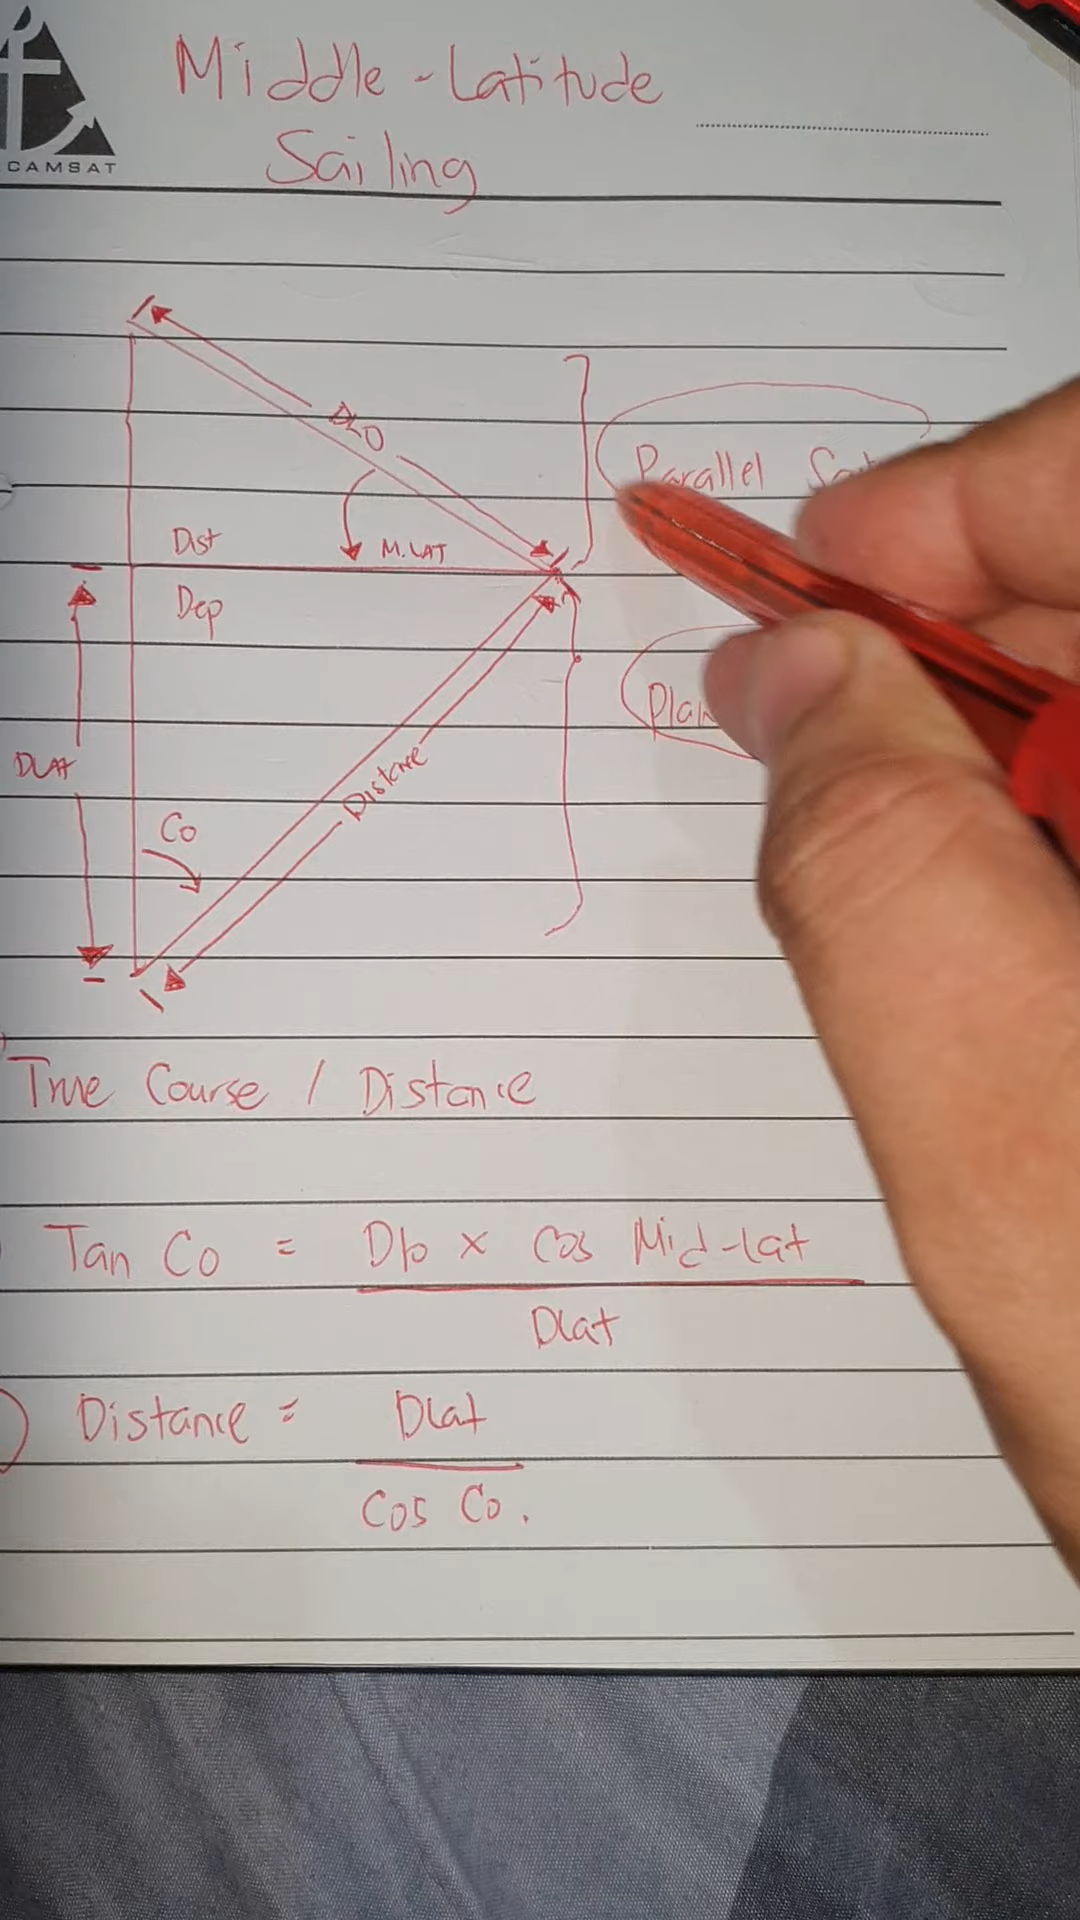 CAMSAT
Middle-Latitude
Sailing
DLO
Parallel
Dist
M.LAT
Dep
DLAT
Distance
Co
True Course / Distance
Tan Co = Dlo x Cos Mid-lat
Dlat
Distance = Dlat
Cos Co.